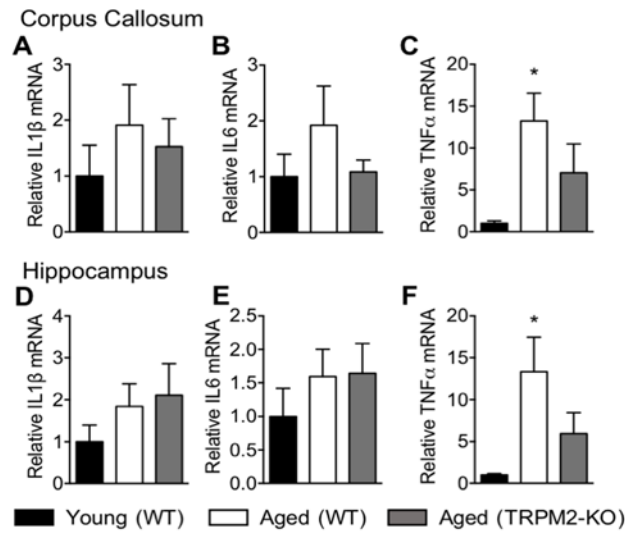 Corpus Callosum
A
Relative IL1β mRNA
3
2
1
0
B
Relative IL6 mRNA
3
2
1
0
C
Relative TNFα mRNA
20
15
10
5
0
*
Hippocampus
D
Relative IL1β mRNA
4
3
2
1
0
E
Relative IL6 mRNA
2.5
2.0
1.5
1.0
0.5
0.0
F
Relative TNFα mRNA
20
15
10
5
0
*
Young (WT) Aged (WT) Aged (TRPM2-KO)